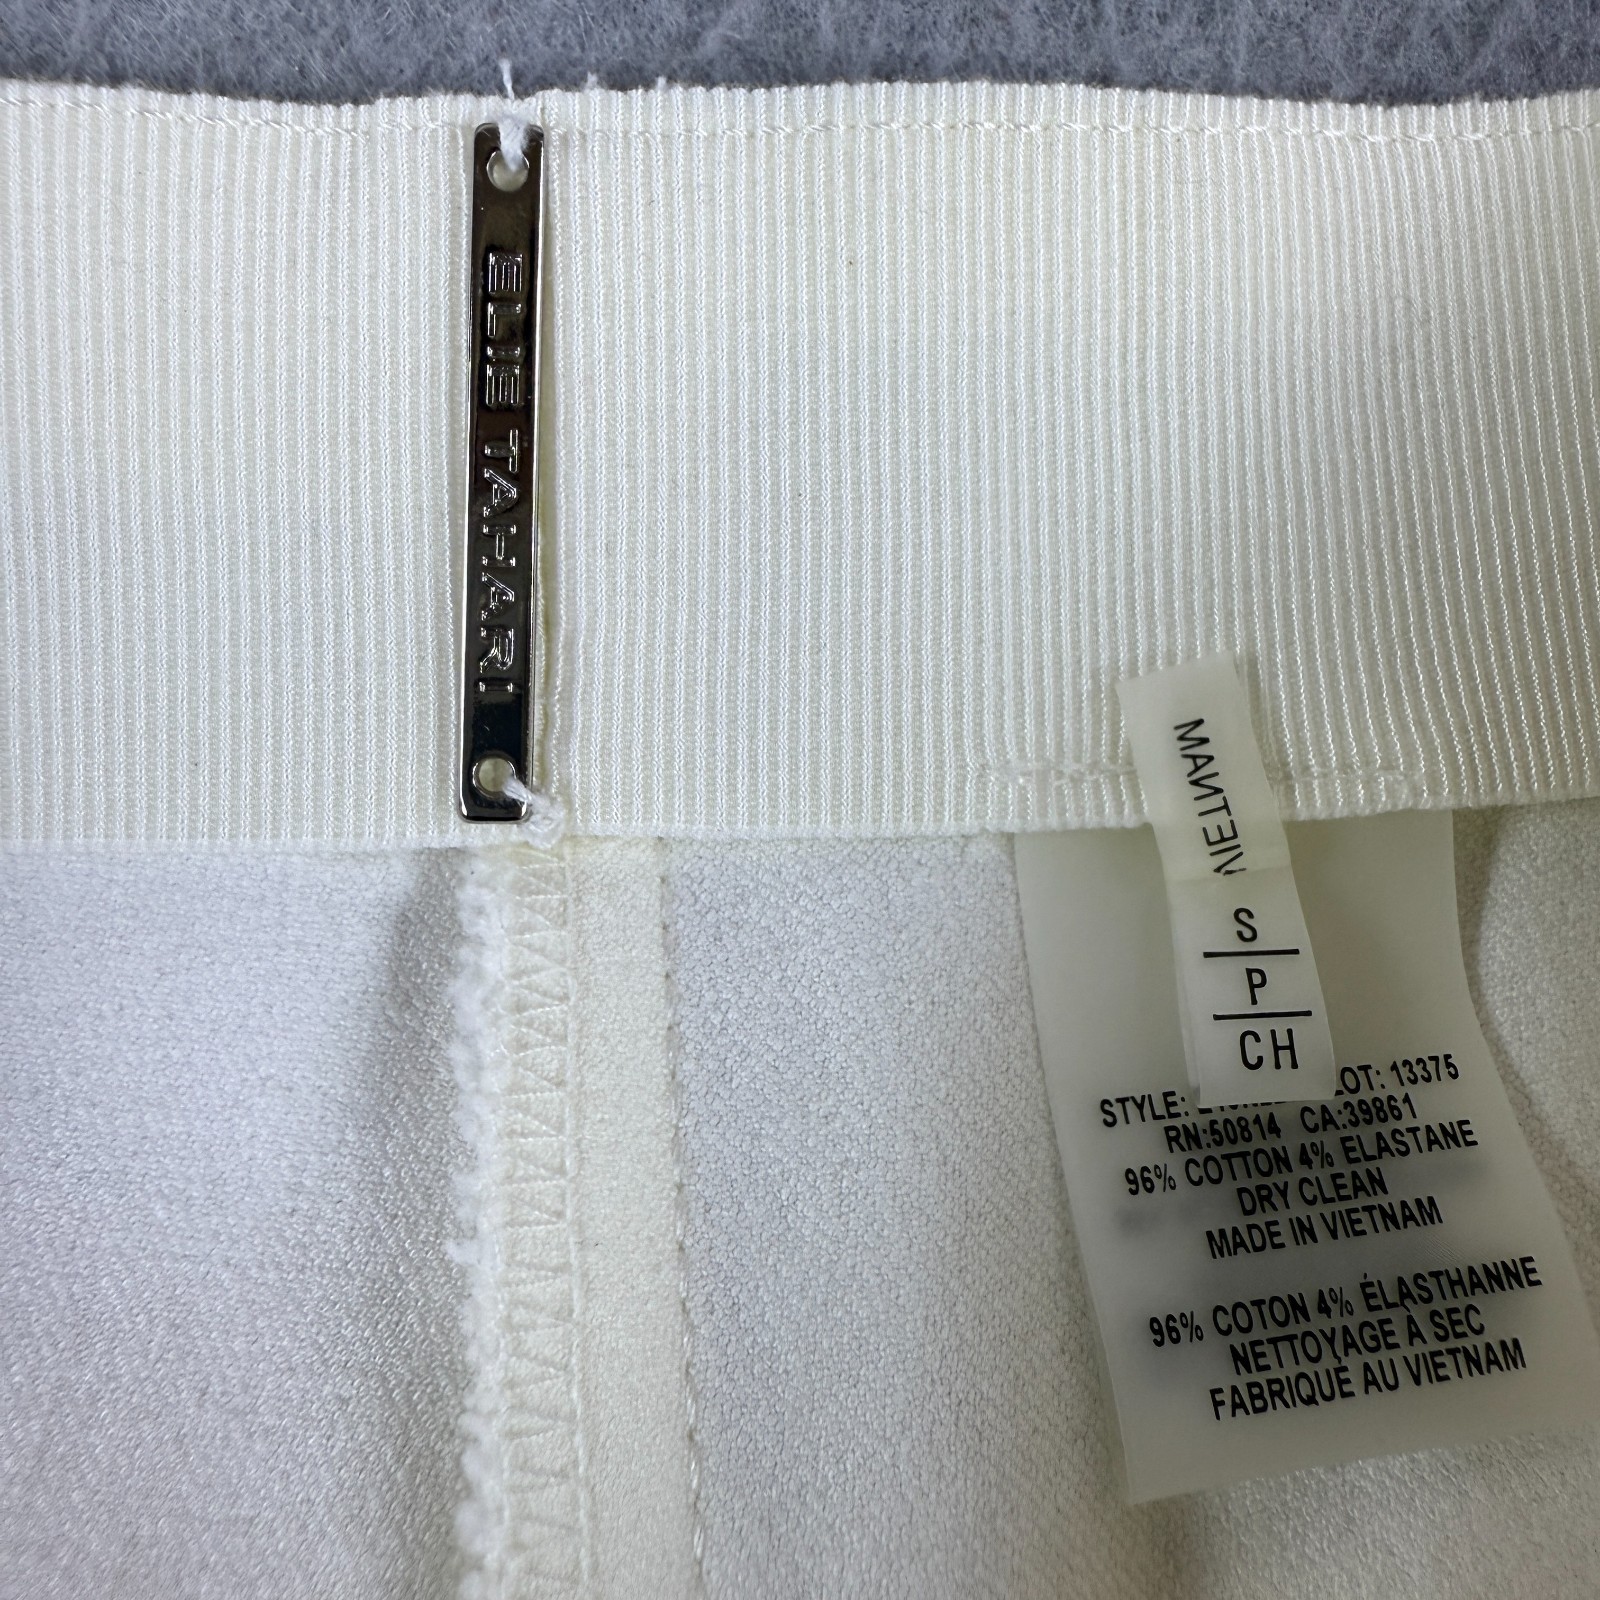 ELIE TAHARI
VIETNAM
S
P
CH
STYLE: LOT: 13375
RN:50814 CA:39861
96% COTTON 4% ELASTANE
DRY CLEAN
MADE IN VIETNAM
96% COTON 4% ÉLASTHANNE
NETTOYAGE À SEC
FABRIQUÉ AU VIETNAM